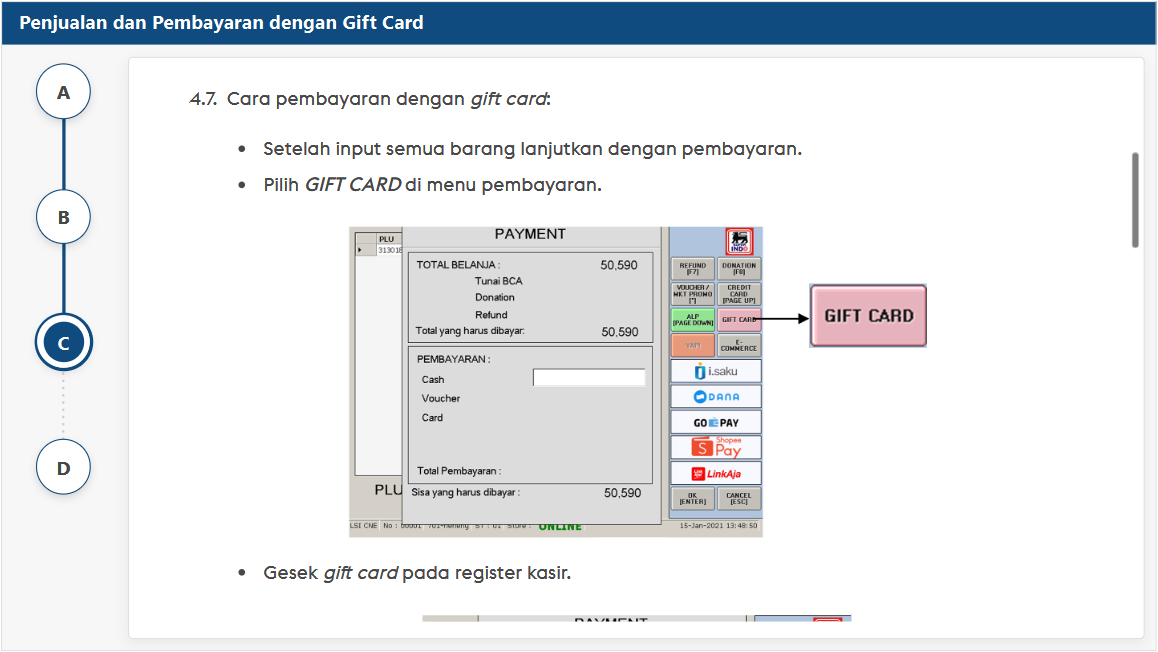 Penjualan dan Pembayaran dengan Gift Card
A
B
C
D
4.7. Cara pembayaran dengan gift card:
• Setelah input semua barang lanjutkan dengan pembayaran.
• Pilih GIFT CARD di menu pembayaran.
PLU
313018
PAYMENT
TOTAL BELANJA : 50,590
Tunai BCA
Donation
Refund
Total yang harus dibayar: 50,590
PEMBAYARAN :
Cash
Voucher
Card
Total Pembayaran :
Sisa yang harus dibayar : 50,590
PLU
INDO
REFUND [F7]
DONATION [F8]
VOUCHER / MKT PROMO [*]
CREDIT CARD [PAGE UP]
ALP [PAGE DOWN]
GIFT CARD
E-COMMERCE
i.saku
DANA
GO PAY
Shopee Pay
LinkAja
OK [ENTER]
CANCEL [ESC]
LSI CNE No : 00001 ST : 01 Store : ONLINE
15-Jan-2021 13:48:50
GIFT CARD
• Gesek gift card pada register kasir.
PAYMENT